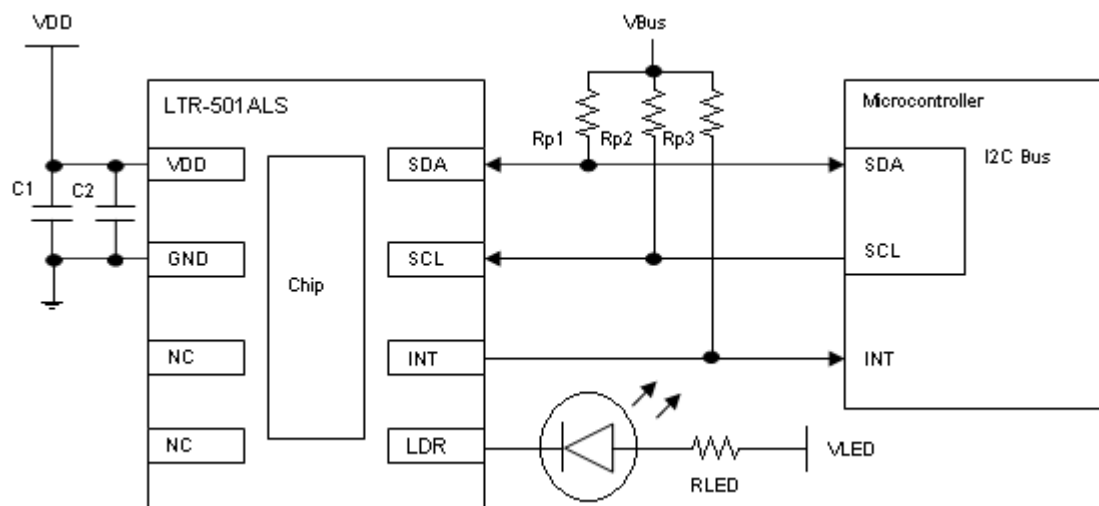 VDD
VBus
LTR-501ALS
Microcontroller
Rp1
Rp2
Rp3
VDD
SDA
SDA
I2C Bus
C1
C2
GND
SCL
SCL
Chip
NC
INT
INT
NC
LDR
VLED
RLED